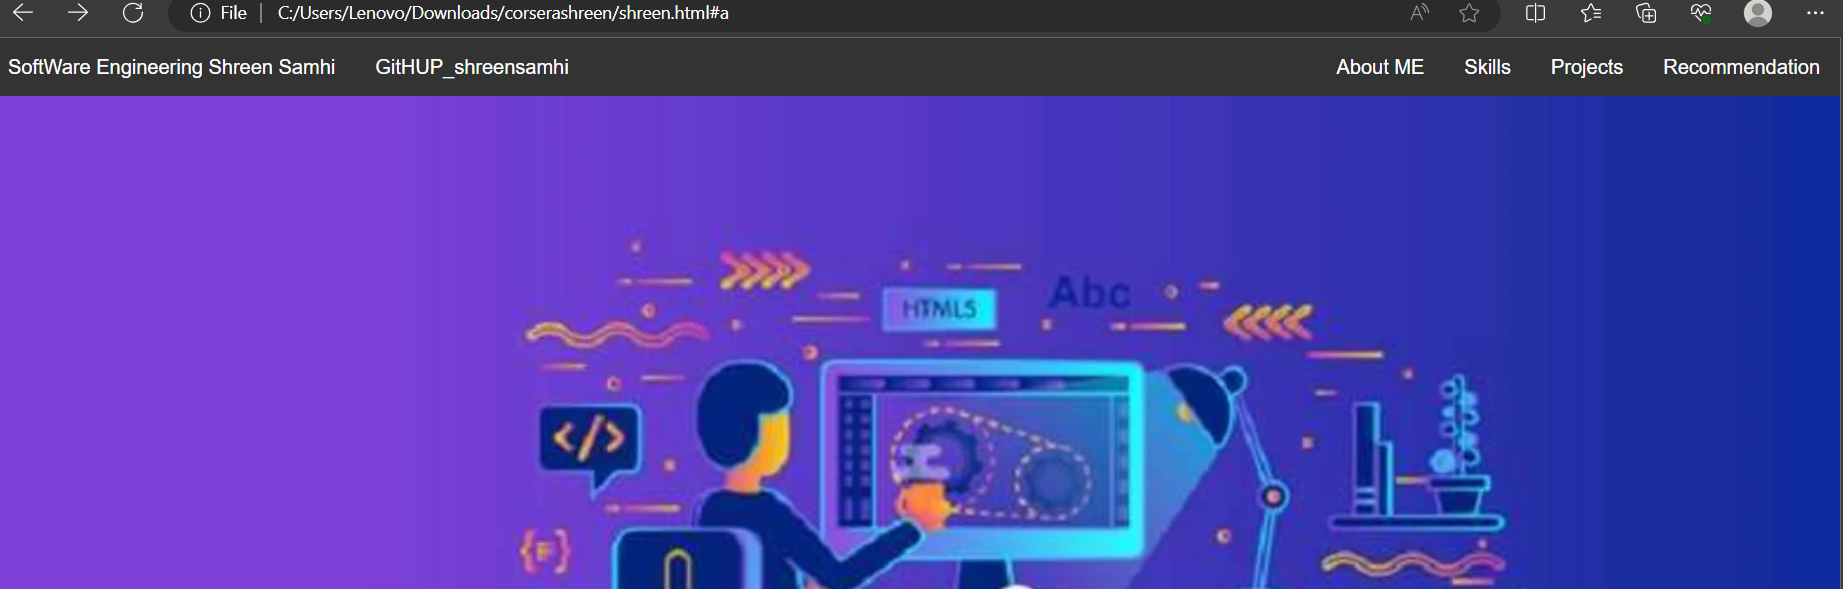 File | C:/Users/Lenovo/Downloads/corserashreen/shreen.html#a
SoftWare Engineering Shreen Samhi GitHUP_shreensamhi About ME Skills Projects Recommendation
HTML5 Abc
</>